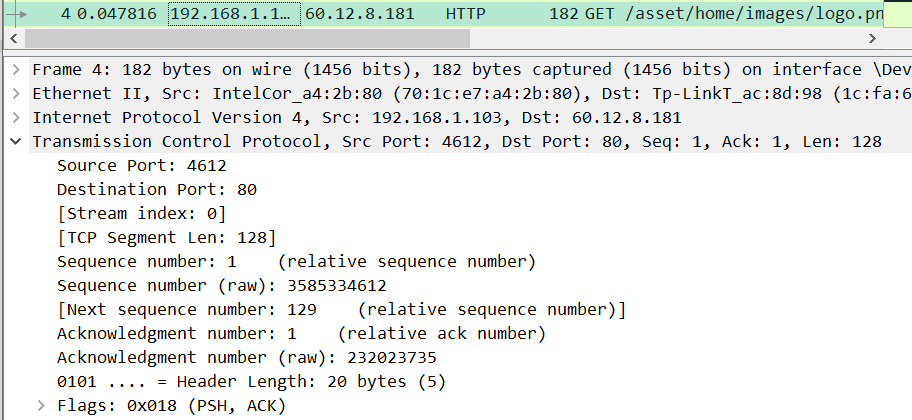 4 0.047816 192.168.1.1… 60.12.8.181 HTTP 182 GET /asset/home/images/logo.pn
Frame 4: 182 bytes on wire (1456 bits), 182 bytes captured (1456 bits) on interface \Dev
Ethernet II, Src: IntelCor_a4:2b:80 (70:1c:e7:a4:2b:80), Dst: Tp-LinkT_ac:8d:98 (1c:fa:6
Internet Protocol Version 4, Src: 192.168.1.103, Dst: 60.12.8.181
Transmission Control Protocol, Src Port: 4612, Dst Port: 80, Seq: 1, Ack: 1, Len: 128
Source Port: 4612
Destination Port: 80
[Stream index: 0]
[TCP Segment Len: 128]
Sequence number: 1    (relative sequence number)
Sequence number (raw): 3585334612
[Next sequence number: 129    (relative sequence number)]
Acknowledgment number: 1    (relative ack number)
Acknowledgment number (raw): 232023735
0101 .... = Header Length: 20 bytes (5)
Flags: 0x018 (PSH, ACK)